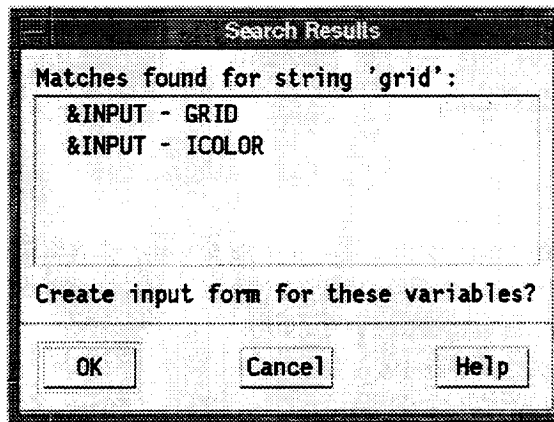 Search Results
Matches found for string 'grid':
&INPUT - GRID
&INPUT - ICOLOR
Create input form for these variables?
OK Cancel Help